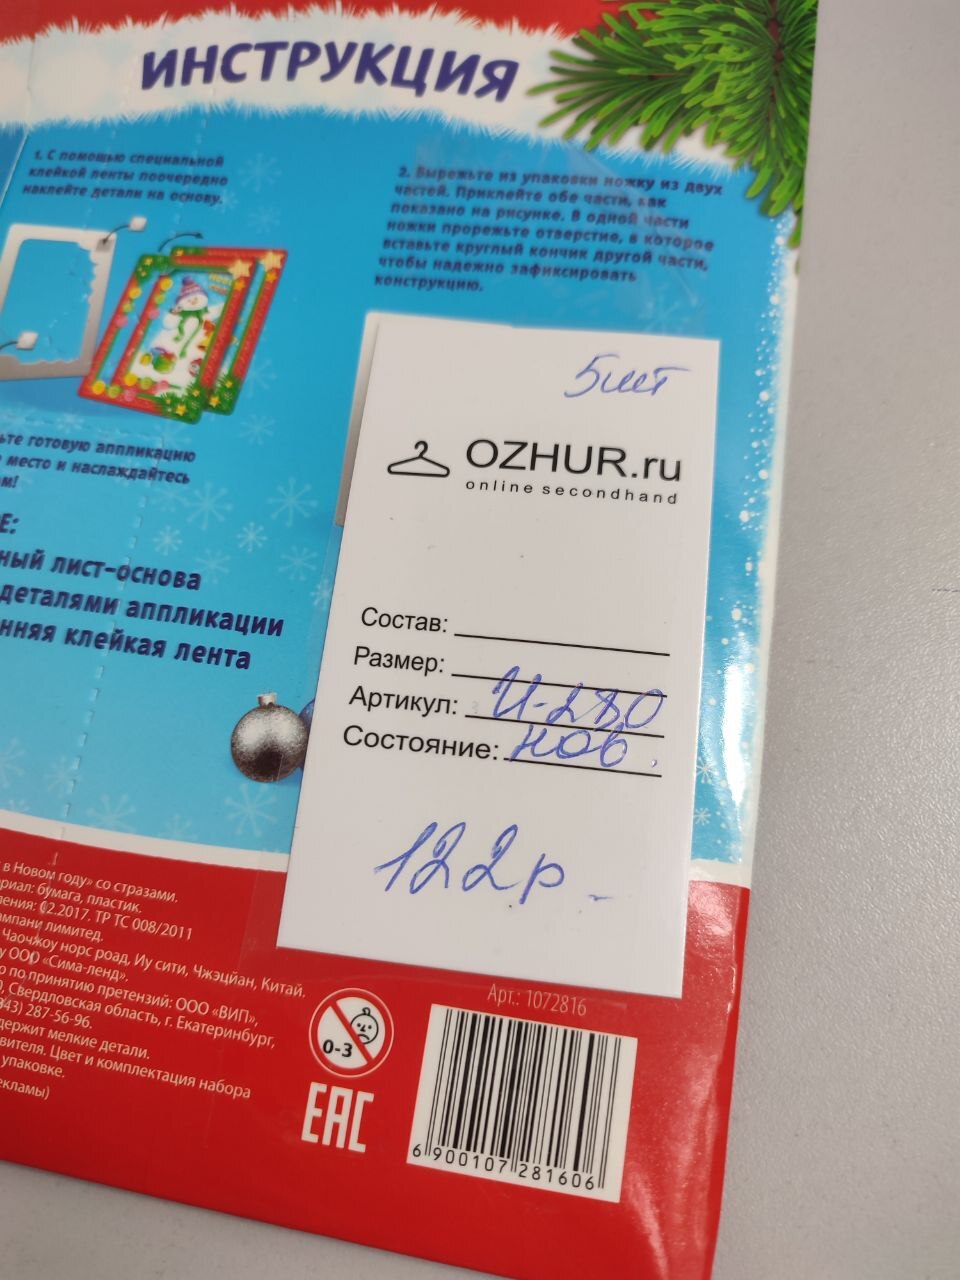 ИНСТРУКЦИЯ
1. С помощью специальной
клейкой ленты поочередно
наклейте детали на основу.
2. Вырежьте из упаковки ножку из двух
частей. Приклейте обе части, как
показано на рисунке. В одной части
ножки прорежьте отверстие, в которое
вставьте круглый кончик другой части,
чтобы надежно зафиксировать
конструкцию.
ьте готовую аппликацию
место и наслаждайтесь
м!
Е:
ный лист-основа
деталями аппликации
нняя клейкая лента
5шт
OZHUR.ru
online secondhand
Состав:
Размер:
Артикул: И-280
Состояние: нов.
122р
в Новом году» со стразами.
риал: бумага, пластик.
ления: 02.2017. ТР ТС 008/2011
мпани лимитед.
Чаочжоу норс роад, Иу сити, Чжэцйан, Китай.
у ООО «Сима-ленд».
о по принятию претензий: ООО «ВИП»,
0, Свердловская область, г. Екатеринбург,
343) 287-56-96.
держит мелкие детали.
вителя. Цвет и комплектация набора
упаковке.
екламы)
0-3
EAC
Арт.: 1072816
6 900107 281606